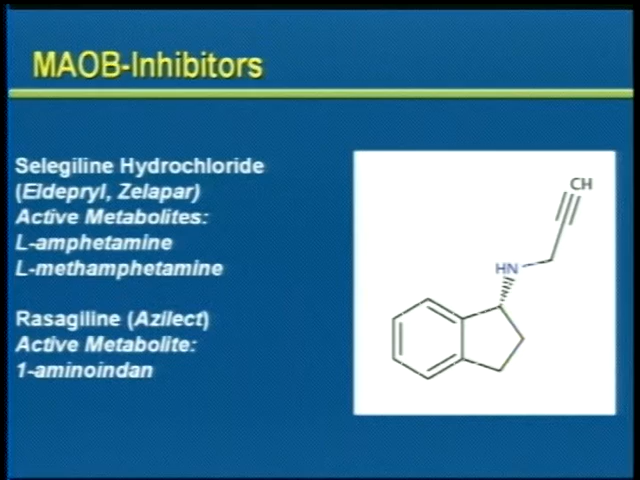 MAOB-Inhibitors
Selegiline Hydrochloride
(Eldepryl, Zelapar)
Active Metabolites:
L-amphetamine
L-methamphetamine
Rasagiline (Azilect)
Active Metabolite:
1-aminoindan
CH
HN